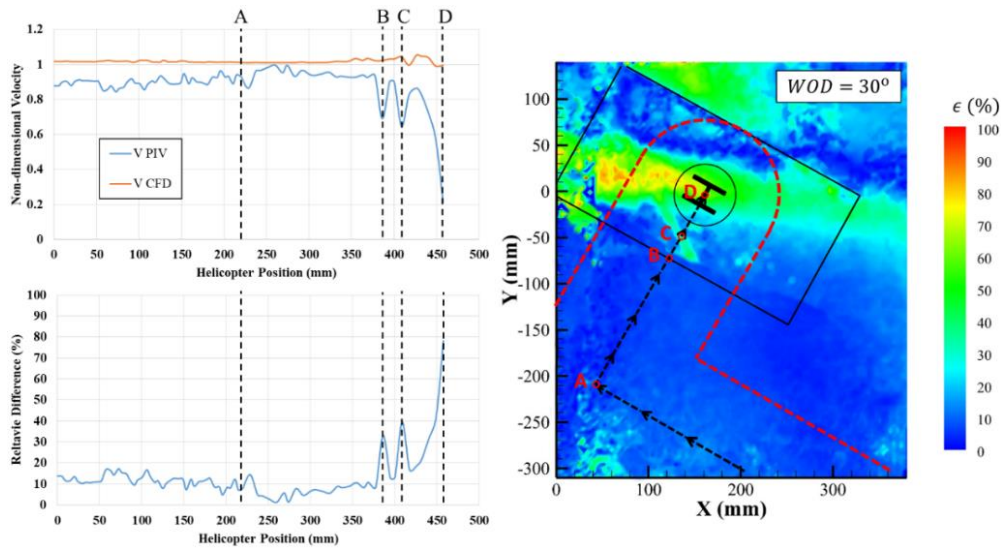 A B C D
Non-dimensional Velocity
1.2
1
0.8
0.6
0.4
0.2
0
V PIV
V CFD
0 50 100 150 200 250 300 350 400 450 500
Helicopter Position (mm)
Reltavie Difference (%)
100
90
80
70
60
50
40
30
20
10
0
0 50 100 150 200 250 300 350 400 450 500
Helicopter Position (mm)
WOD = 30º
Y (mm)
100
50
0
-50
-100
-150
-200
-250
-300
D
C
B
A
0 100 200 300
X (mm)
ϵ (%)
100
90
80
70
60
50
40
30
20
10
0